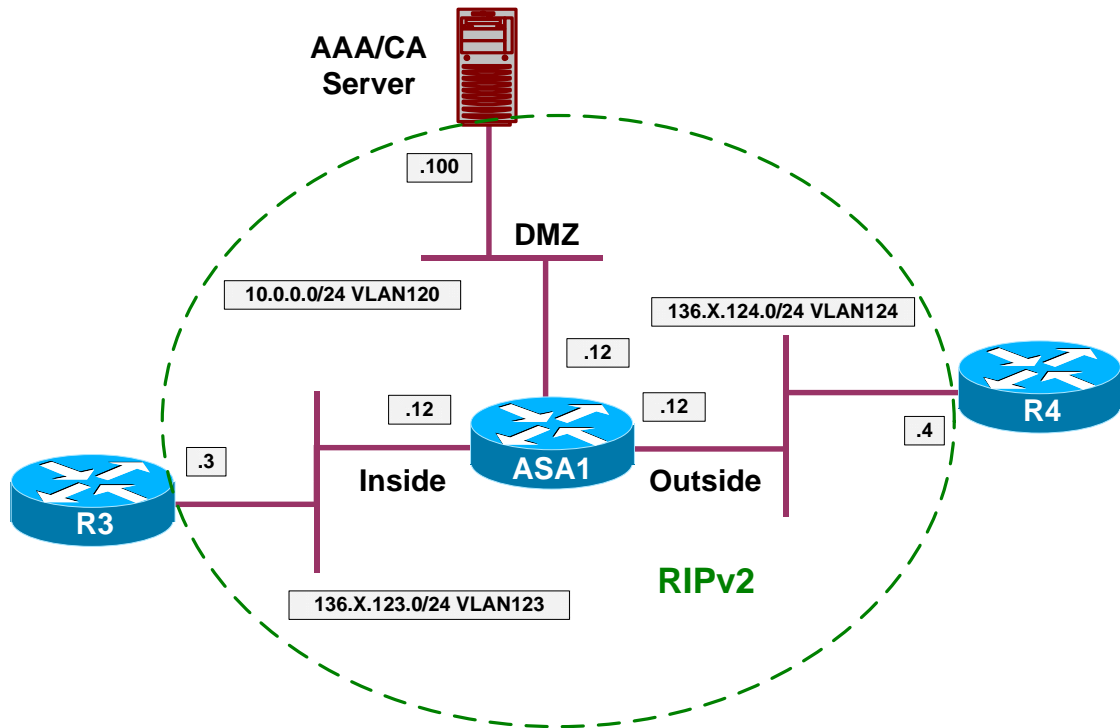 AAA/CA
Server
.100
DMZ
10.0.0.0/24 VLAN120
136.X.124.0/24 VLAN124
.12
.12
.12
R4
.4
.3
Inside
ASA1
Outside
R3
RIPv2
136.X.123.0/24 VLAN123